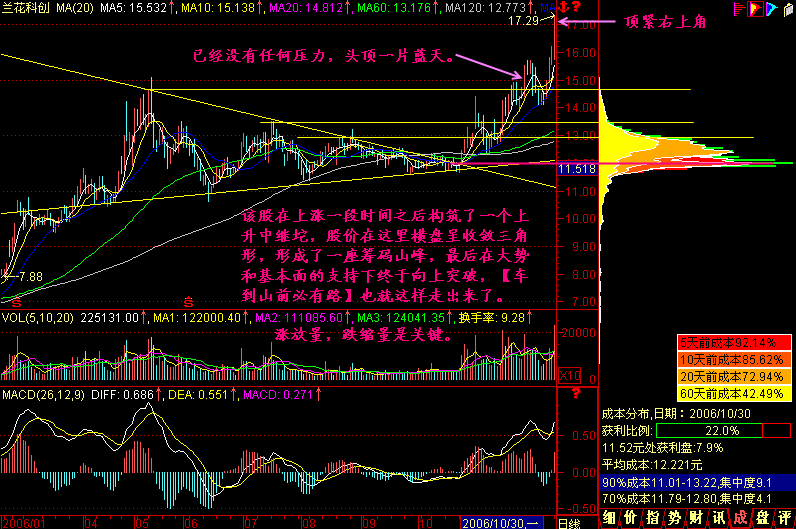 兰花科创 MA(20) MA5: 15.532↑, MA10: 15.138↑, MA20: 14.812↑, MA60: 13.176↑, MA120: 12.773↑,
17.29
顶紧右上角
17.00
16.00
已经没有任何压力，头顶一片蓝天。
15.00
14.00
13.00
11.518
11.00
10.00
9.00
8.00
7.00
该股在上涨一段时间之后构筑了一个上
升中继坨，股价在这里横盘呈收敛三角
形，形成了一座筹码山峰，最后在大势
和基本面的支持下终于向上突破，【车
到山前必有路】也就这样走出来了。
7.88
S
S
VOL(5,10,20) 225131.00↑, MA1: 122000.40↑, MA2: 111085.60↑, MA3: 124041.35↑, 换手率: 9.28↑
涨放量，跌缩量是关键。
20000
10000
X10
5天前成本92.14%
10天前成本85.62%
20天前成本72.94%
60天前成本42.49%
MACD(26,12,9) DIFF: 0.686↑, DEA: 0.551↑, MACD: 0.271↑
?
0.50
0.00
-0.50
成本分布,日期：2006/10/30
获利比例: 22.0%
11.52元处获利盘:7.9%
平均成本:12.221元
90%成本11.01-13.22,集中度9.1
70%成本11.79-12.80,集中度4.1
2006/01 04 05 06 07 08 09 10 2006/10/30,一 日线
细 价 指 势 财 讯 成 盘 评